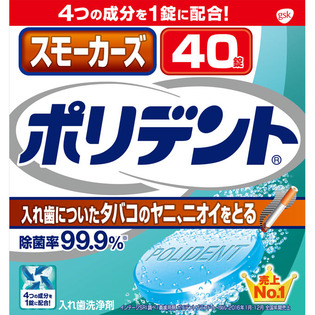 4つの成分を1錠に配合!
gsk
スモーカーズ
40錠
ポリデント®
入れ歯についたタバコのヤニ、ニオイをとる
除菌率99.9%
POLIDENT
4つの成分を
1錠に配合!
入れ歯洗浄剤
売上
No.1